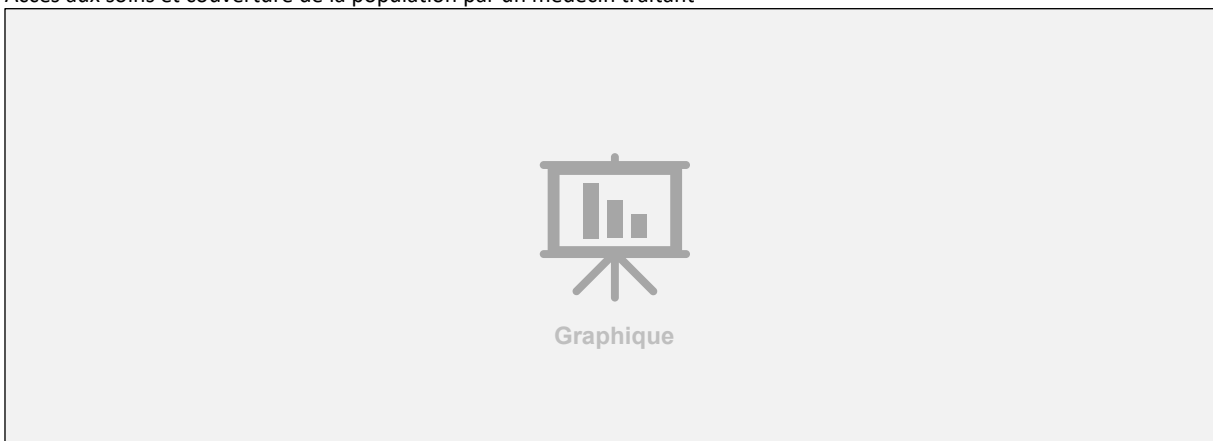 Accès aux soins et couverture de la population par un médecin traitant
Graphique